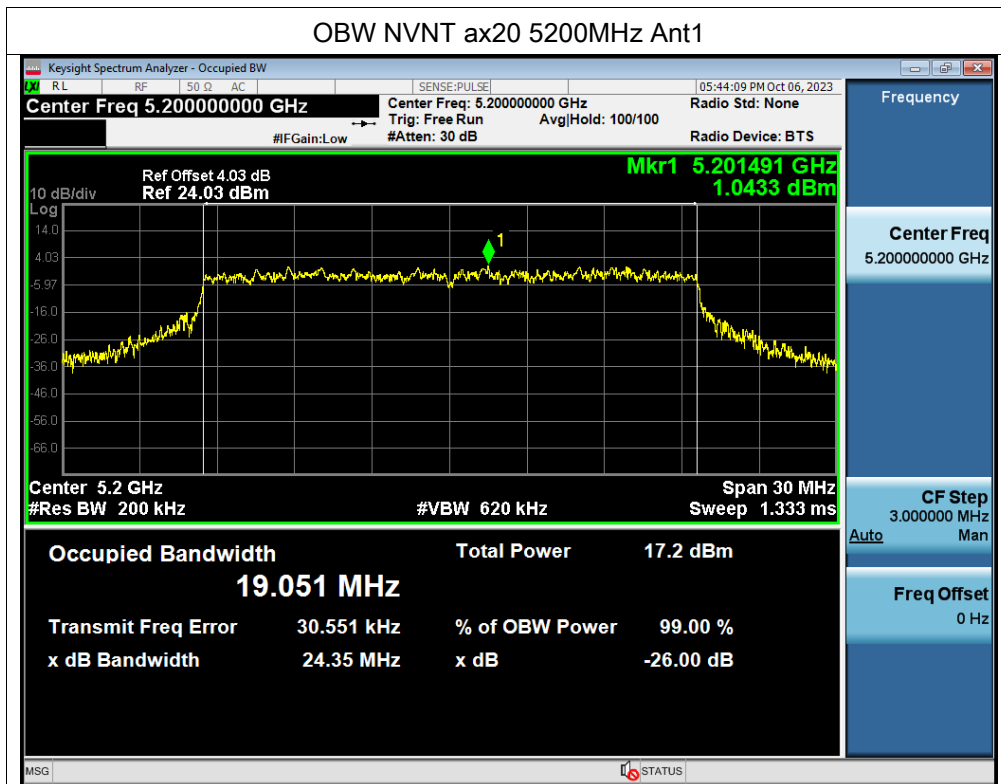 OBW NVNT ax20 5200MHz Ant1
Keysight Spectrum Analyzer - Occupied BW
LXI RL RF 50 Ω AC SENSE:PULSE 05:44:09 PM Oct 06, 2023
Center Freq 5.200000000 GHz
Center Freq: 5.200000000 GHz Radio Std: None
Trig: Free Run Avg|Hold: 100/100
#IFGain:Low #Atten: 30 dB Radio Device: BTS
Frequency
Mkr1 5.201491 GHz
1.0433 dBm
Ref Offset 4.03 dB
10 dB/div Ref 24.03 dBm
Log
14.0
4.03
-5.97
-16.0
-26.0
-36.0
-46.0
-56.0
-66.0
1
Center 5.2 GHz Span 30 MHz
#Res BW 200 kHz #VBW 620 kHz Sweep 1.333 ms
Center Freq
5.200000000 GHz
CF Step
3.000000 MHz
Auto Man
Freq Offset
0 Hz
Occupied Bandwidth Total Power 17.2 dBm
19.051 MHz
Transmit Freq Error 30.551 kHz % of OBW Power 99.00 %
x dB Bandwidth 24.35 MHz x dB -26.00 dB
MSG STATUS